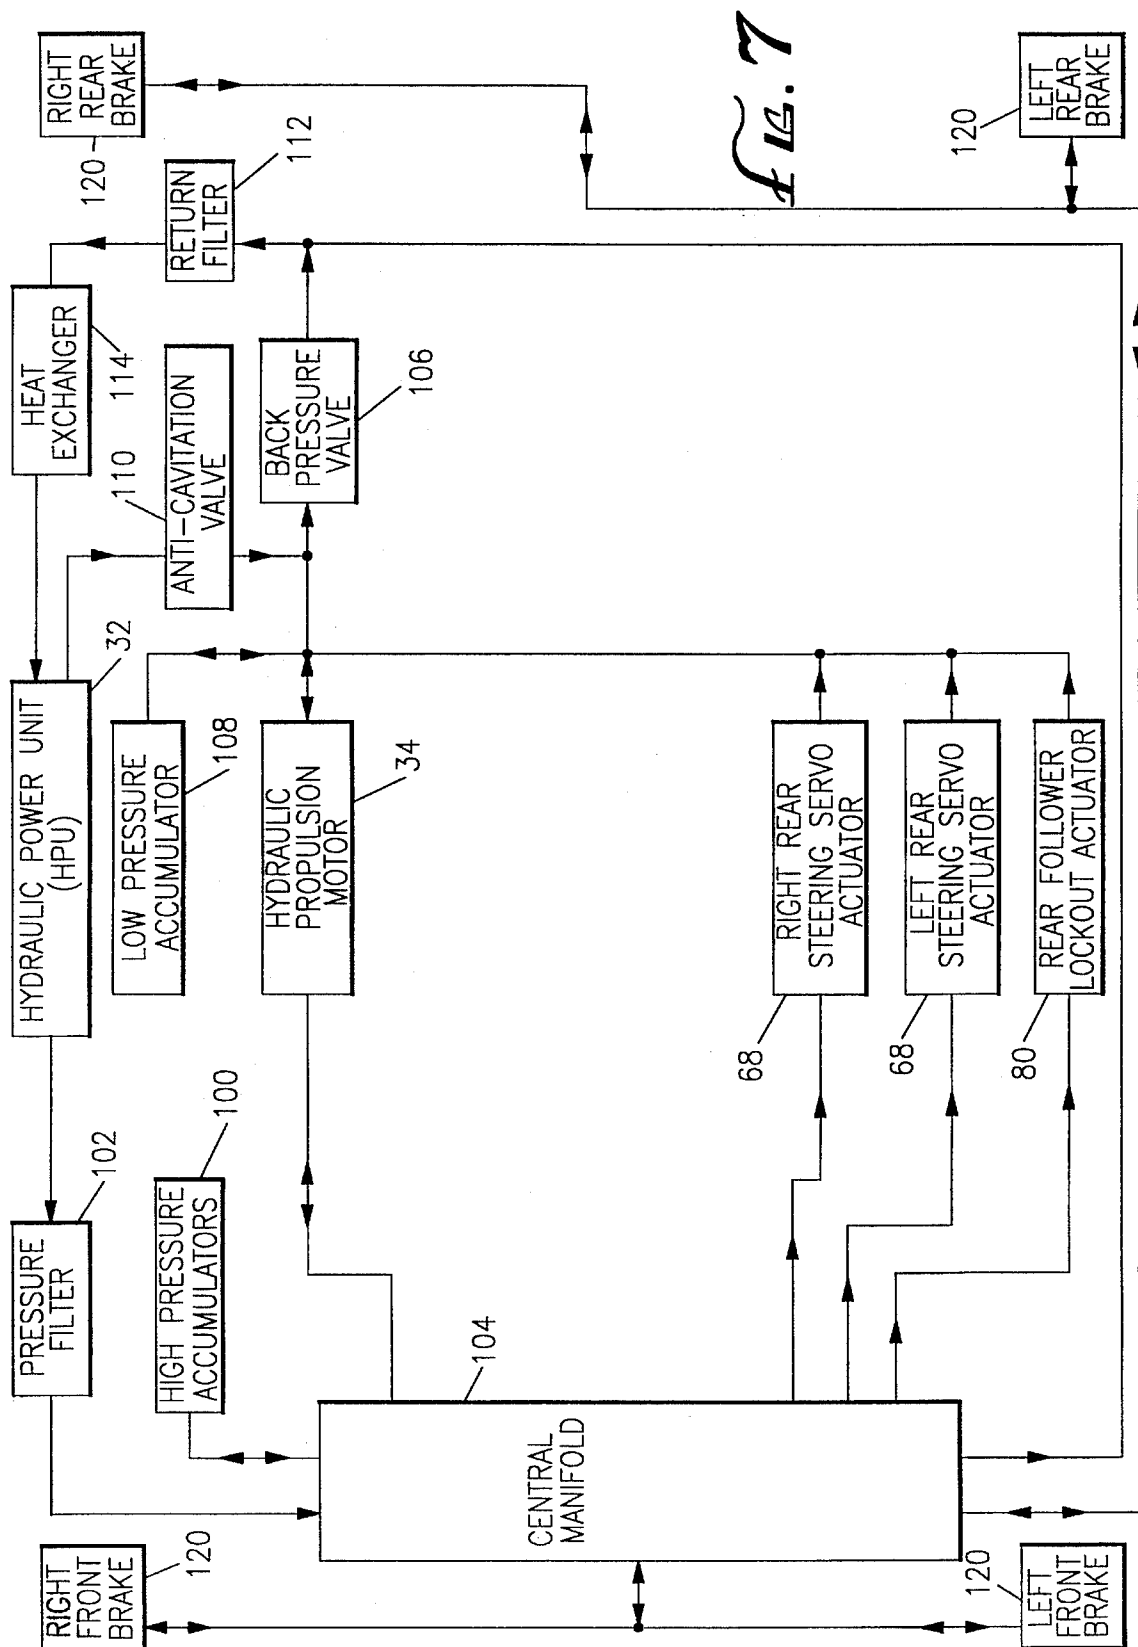 RIGHT
FRONT
BRAKE
120
PRESSURE
FILTER
102
HYDRAULIC POWER UNIT
(HPU)
32
HEAT
EXCHANGER
114
RIGHT
REAR
BRAKE
120
HIGH PRESSURE
ACCUMULATORS
100
LOW PRESSURE
ACCUMULATOR
108
110
ANTI-CAVITATION
VALVE
RETURN
FILTER
112
HYDRAULIC
PROPULSION
MOTOR
34
BACK
PRESSURE
VALVE
106
104
CENTRAL
MANIFOLD
RIGHT REAR
STEERING SERVO
ACTUATOR
68
LEFT REAR
STEERING SERVO
ACTUATOR
68
REAR FOLLOWER
LOCKOUT ACTUATOR
80
fIG. 7
120
LEFT
FRONT
BRAKE
120
LEFT
REAR
BRAKE